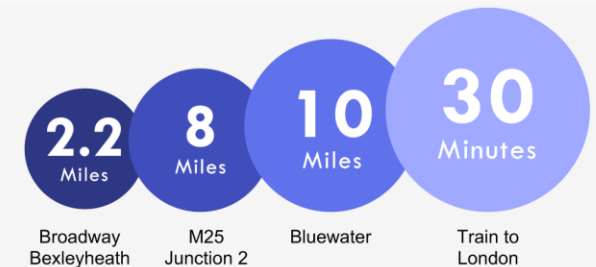 2.2
Miles
8
Miles
10
Miles
30
Minutes
Broadway
Bexleyheath
M25
Junction 2
Bluewater
Train to
London